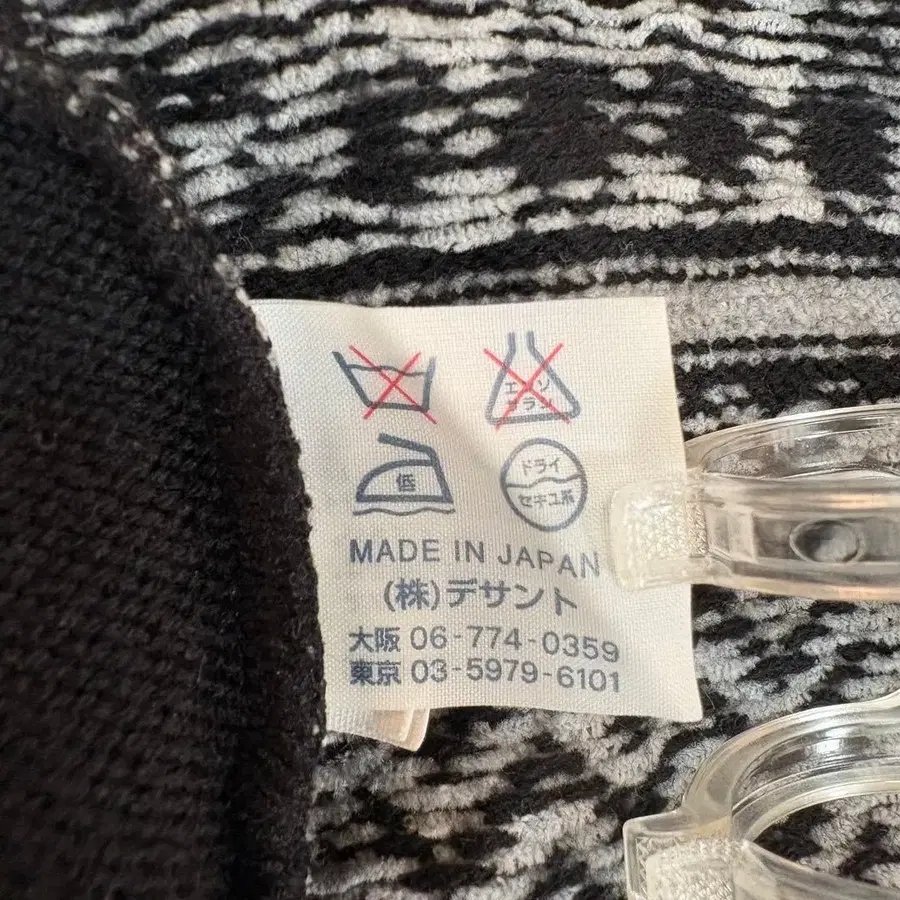 エンソ
サラシ
低
ドライ
セキユ系
MADE IN JAPAN
(株)デサント
大阪 06-774-0359
東京 03-5979-6101